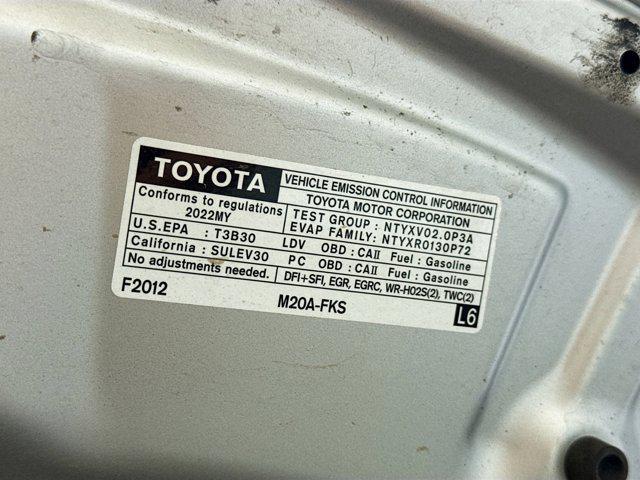 TOYOTA
VEHICLE EMISSION CONTROL INFORMATION
TOYOTA MOTOR CORPORATION
Conforms to regulations
2022MY
TEST GROUP : NTYXV02.0P3A
EVAP FAMILY: NTYXR0130P72
U.S.EPA : T3B30 LDV OBD : CAII Fuel : Gasoline
California : SULEV30 PC OBD : CAII Fuel : Gasoline
No adjustments needed. DFI+SFI, EGR, EGRC, WR-HO2S(2), TWC(2)
F2012 M20A-FKS L6